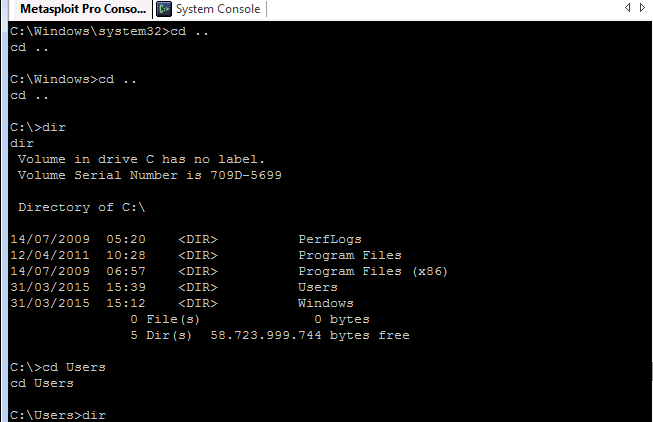 Metasploit Pro Conso... System Console
C:\Windows\system32>cd ..
cd ..
C:\Windows>cd ..
cd ..
C:\>dir
dir
Volume in drive C has no label.
Volume Serial Number is 709D-5699
Directory of C:\
14/07/2009 05:20 <DIR> PerfLogs
12/04/2011 10:28 <DIR> Program Files
14/07/2009 06:57 <DIR> Program Files (x86)
31/03/2015 15:39 <DIR> Users
31/03/2015 15:12 <DIR> Windows
0 File(s) 0 bytes
5 Dir(s) 58.723.999.744 bytes free
C:\>cd Users
cd Users
C:\Users>dir